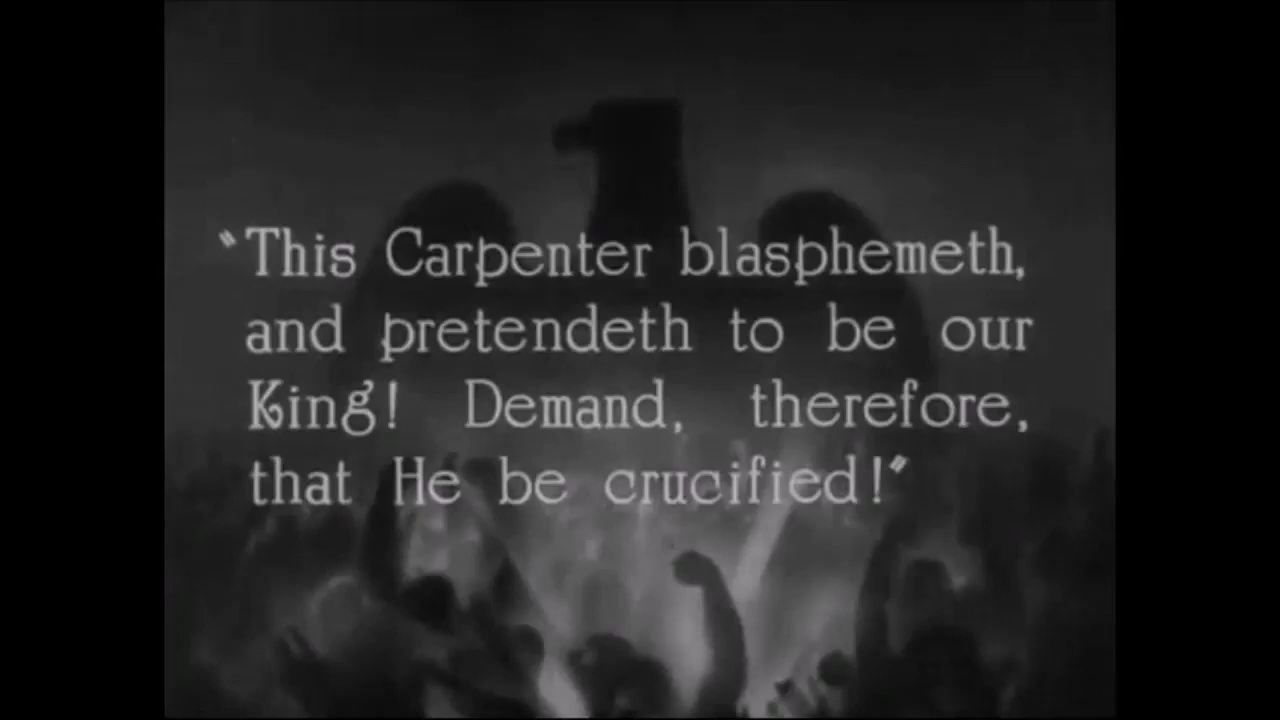 "This Carpenter blasphemeth,
and pretendeth to be our
King! Demand, therefore,
that He be crucified!"